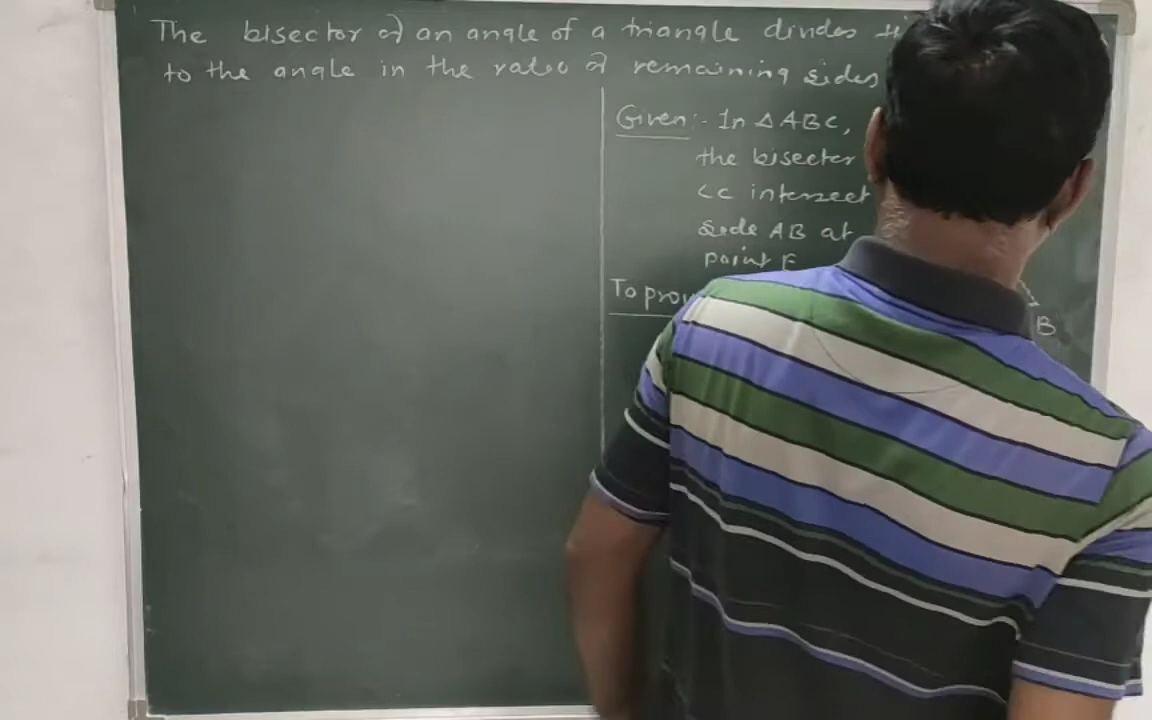 The bisector of an angle of a triangle divides
to the angle in the ratio of remaining sides
Given:- In △ABC,
the bisector
<c intersect
side AB at
point E
To prov
B